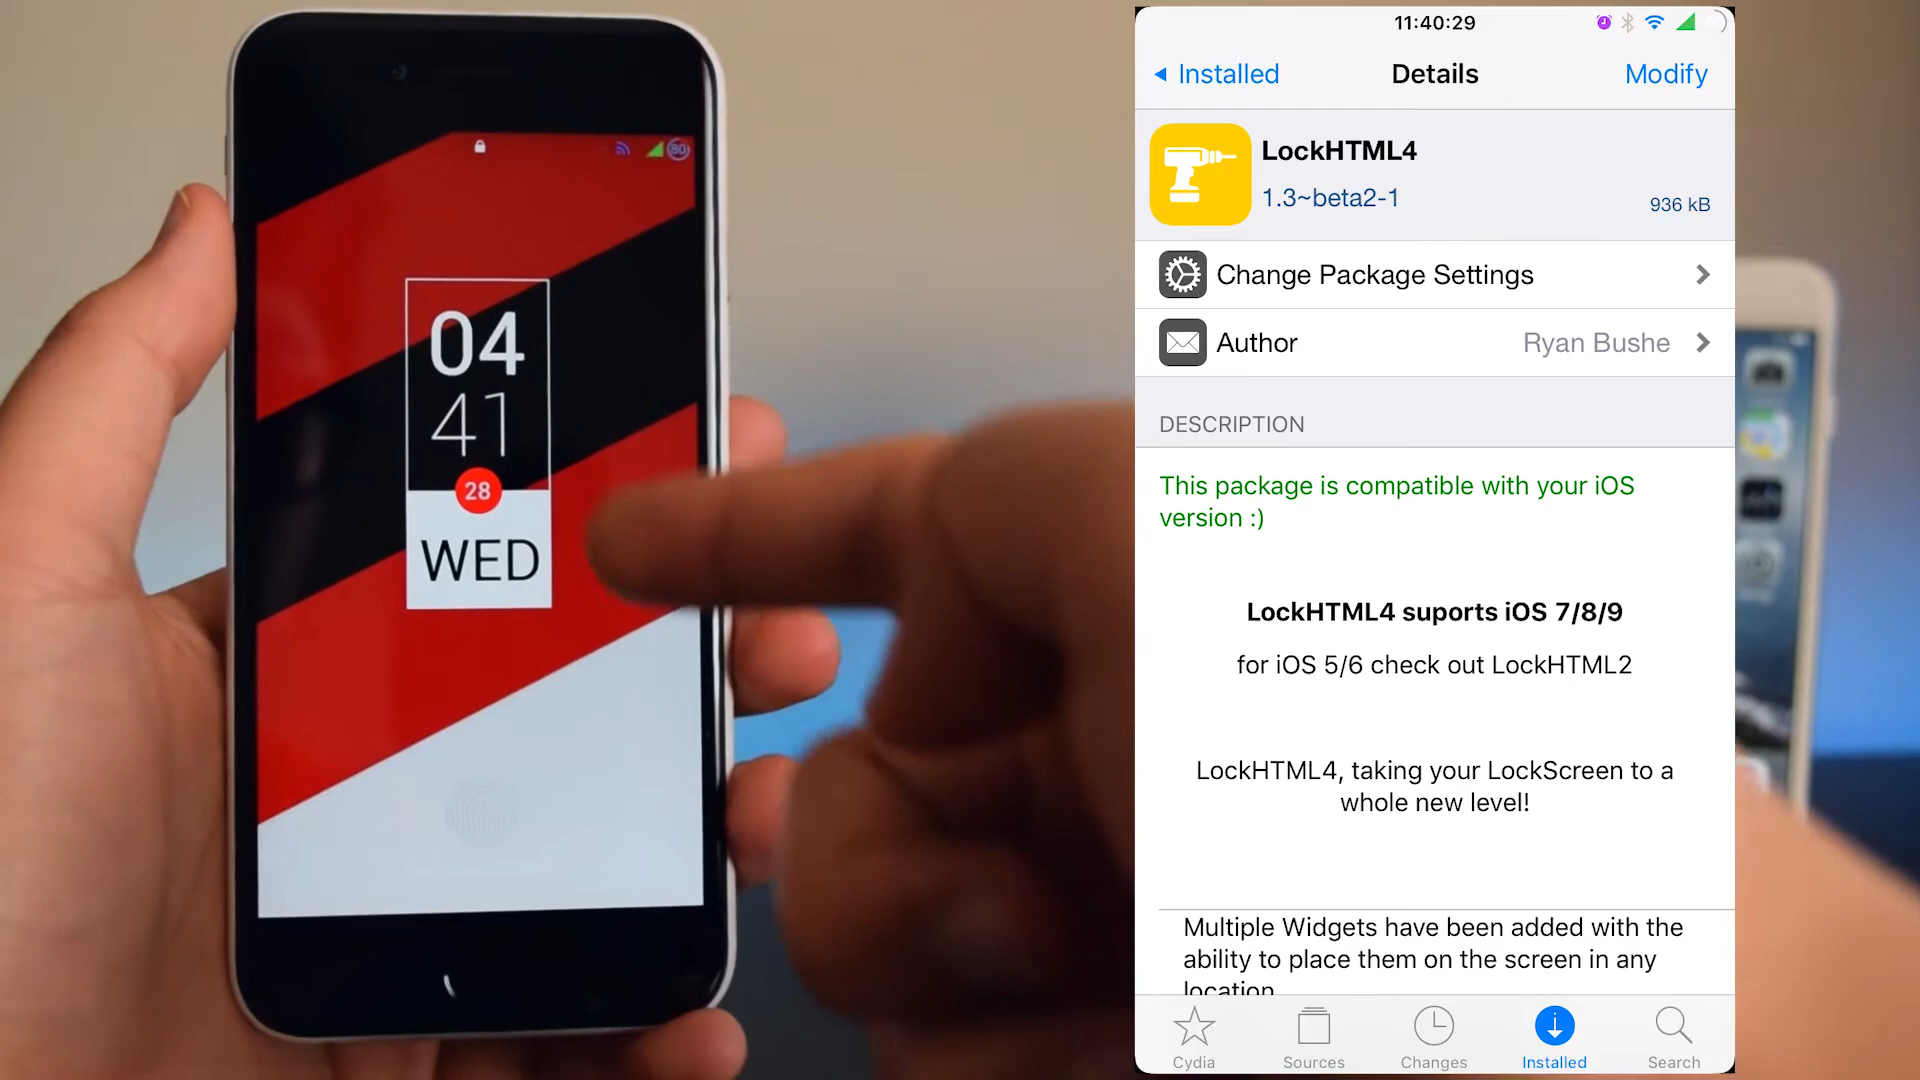 80
04
41
28
WED
11:40:29
Installed
Details
Modify
LockHTML4
1.3~beta2-1
936 kB
Change Package Settings
Author
Ryan Bushe
DESCRIPTION
This package is compatible with your iOS
version :)
LockHTML4 suports iOS 7/8/9
for iOS 5/6 check out LockHTML2
LockHTML4, taking your LockScreen to a
whole new level!
Multiple Widgets have been added with the
ability to place them on the screen in any
location
Cydia
Sources
Changes
Installed
Search